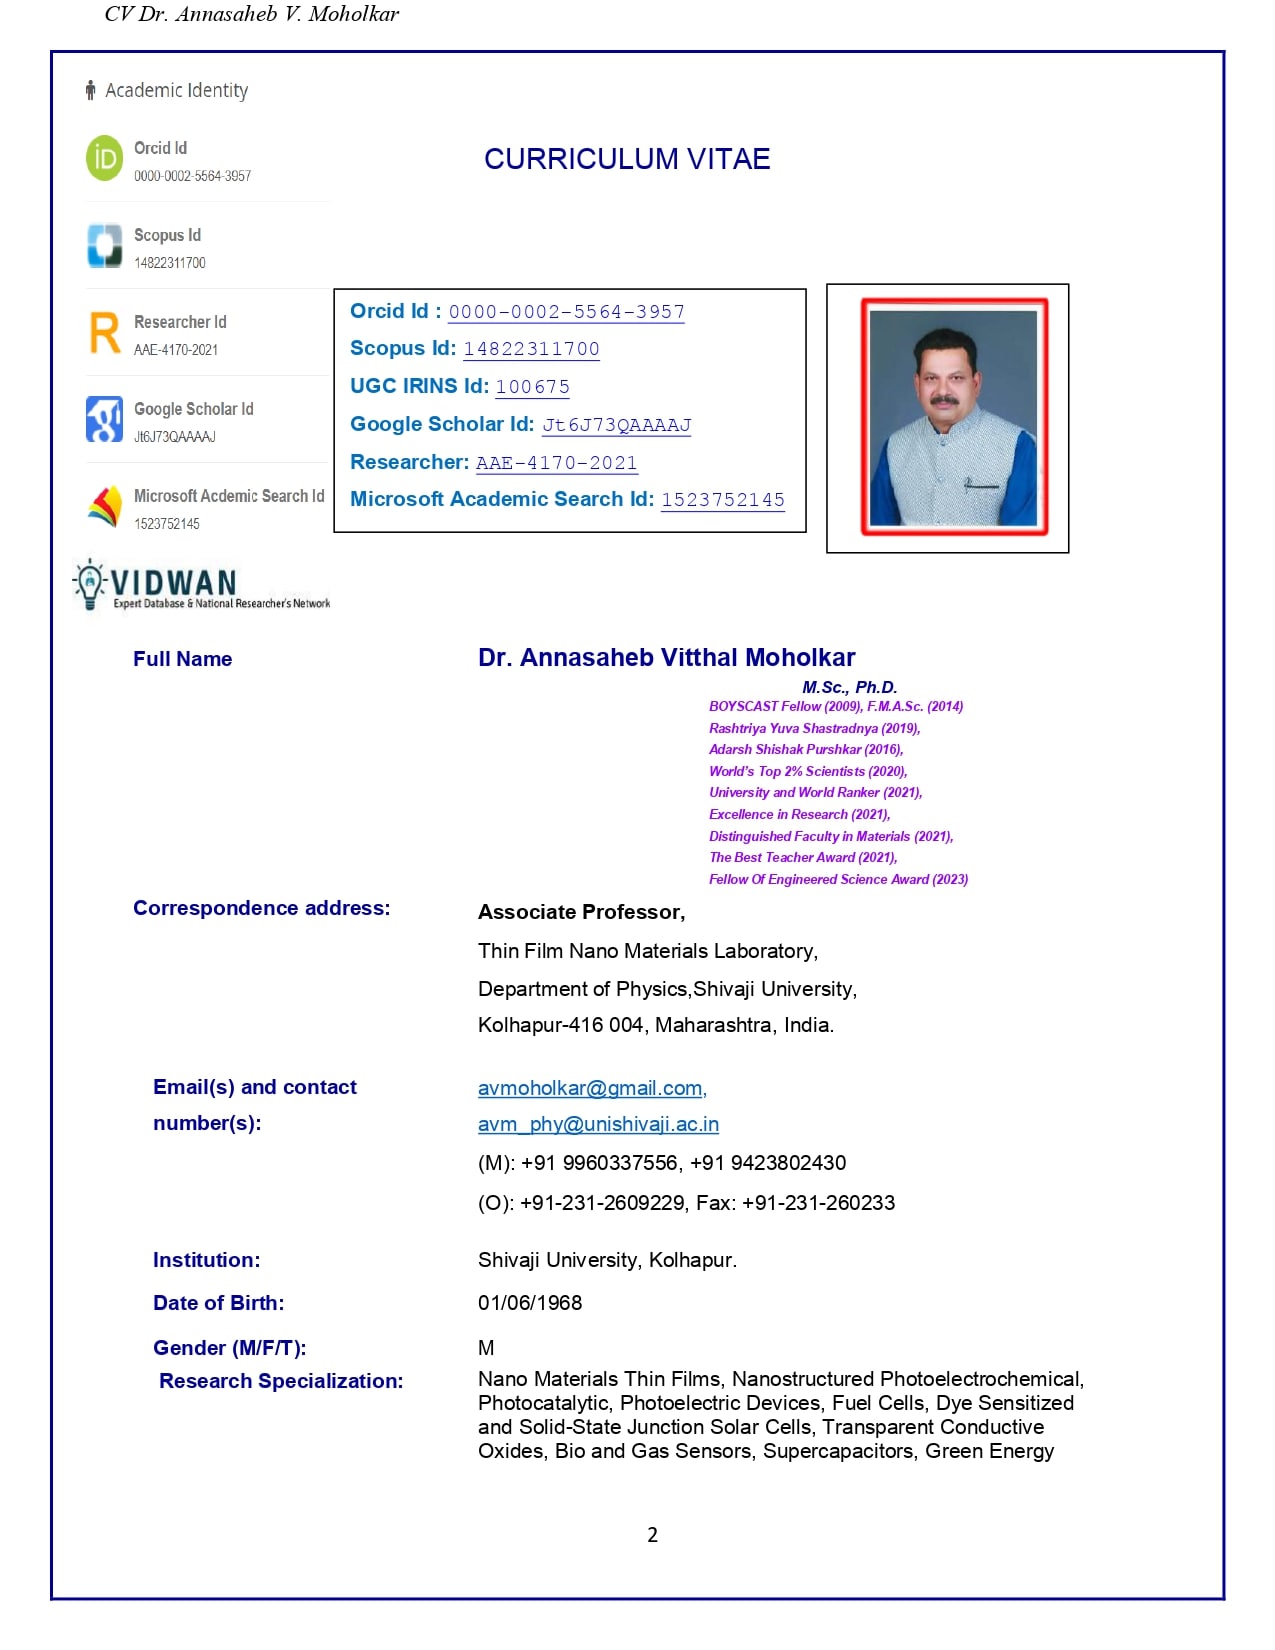 CV Dr. Annasaheb V. Moholkar
Academic Identity
CURRICULUM VITAE
iD
Orcid Id
0000-0002-5564-3957
Scopus Id
14822311700
R
Researcher Id
AAE-4170-2021
g
Google Scholar Id
Jt6J73QAAAAJ
Microsoft Acdemic Search Id
1523752145
VIDWAN
Expert Database & National Researcher's Network
Orcid Id : 0000-0002-5564-3957
Scopus Id: 14822311700
UGC IRINS Id: 100675
Google Scholar Id: Jt6J73QAAAAJ
Researcher: AAE-4170-2021
Microsoft Academic Search Id: 1523752145
Full Name
Dr. Annasaheb Vitthal Moholkar
M.Sc., Ph.D.
BOYSCAST Fellow (2009), F.M.A.Sc. (2014)
Rashtriya Yuva Shastradnya (2019),
Adarsh Shishak Purshkar (2016),
World's Top 2% Scientists (2020),
University and World Ranker (2021),
Excellence in Research (2021),
Distinguished Faculty in Materials (2021),
The Best Teacher Award (2021),
Fellow Of Engineered Science Award (2023)
Correspondence address:
Associate Professor,
Thin Film Nano Materials Laboratory,
Department of Physics,Shivaji University,
Kolhapur-416 004, Maharashtra, India.
Email(s) and contact
number(s):
avmoholkar@gmail.com,
avm_phy@unishivaji.ac.in
(M): +91 9960337556, +91 9423802430
(O): +91-231-2609229, Fax: +91-231-260233
Institution:
Shivaji University, Kolhapur.
Date of Birth:
01/06/1968
Gender (M/F/T):
M
Research Specialization:
Nano Materials Thin Films, Nanostructured Photoelectrochemical,
Photocatalytic, Photoelectric Devices, Fuel Cells, Dye Sensitized
and Solid-State Junction Solar Cells, Transparent Conductive
Oxides, Bio and Gas Sensors, Supercapacitors, Green Energy
2